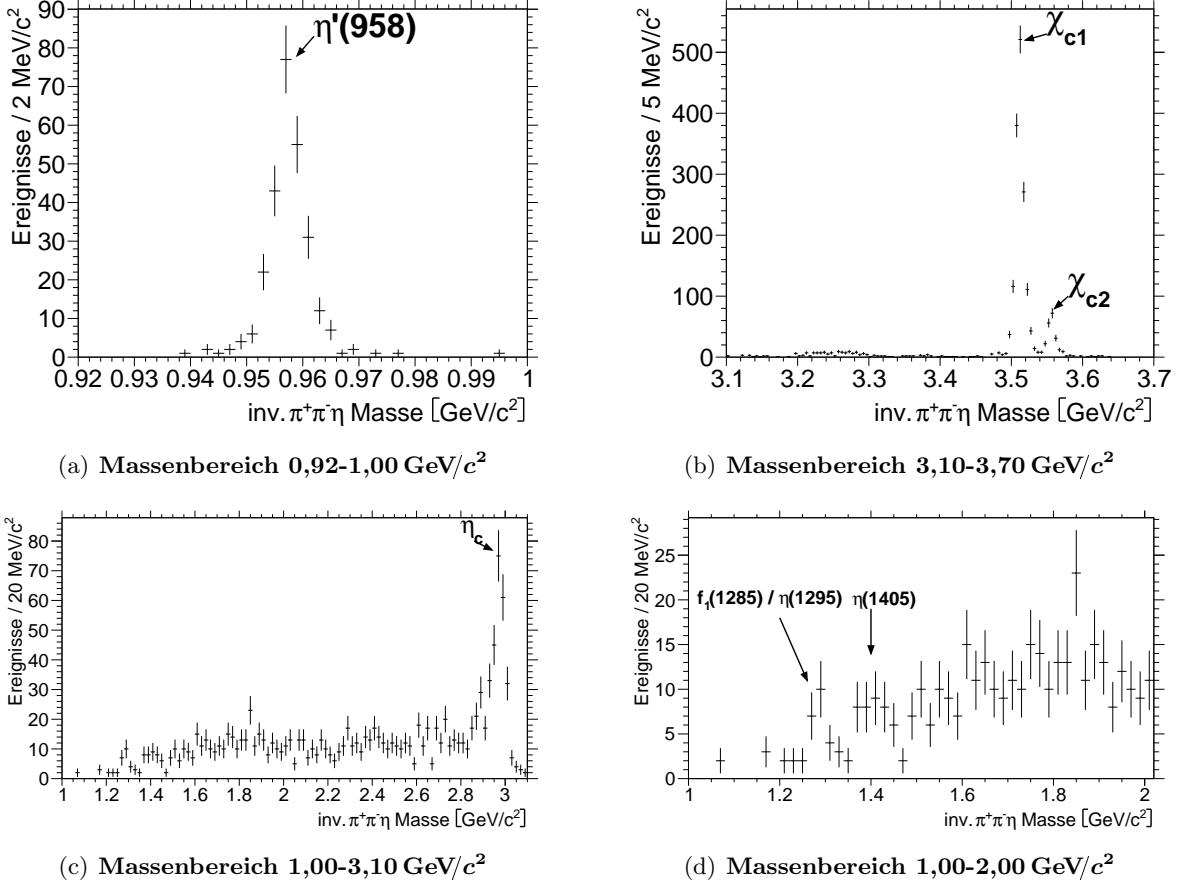 Ereignisse / 2 MeV/c²
90
80
70
60
50
40
30
20
10
0
η'(958)
0.92 0.93 0.94 0.95 0.96 0.97 0.98 0.99 1
inv. π⁺π⁻η Masse [GeV/c²]
(a) Massenbereich 0,92-1,00 GeV/c²
Ereignisse / 5 MeV/c²
500
400
300
200
100
0
χc1
χc2
3.1 3.2 3.3 3.4 3.5 3.6 3.7
inv. π⁺π⁻η Masse [GeV/c²]
(b) Massenbereich 3,10-3,70 GeV/c²
Ereignisse / 20 MeV/c²
80
70
60
50
40
30
20
10
0
ηc
1 1.2 1.4 1.6 1.8 2 2.2 2.4 2.6 2.8 3
inv. π⁺π⁻η Masse [GeV/c²]
(c) Massenbereich 1,00-3,10 GeV/c²
Ereignisse / 20 MeV/c²
25
20
15
10
5
0
f₁(1285) / η(1295) η(1405)
1 1.2 1.4 1.6 1.8 2
inv. π⁺π⁻η Masse [GeV/c²]
(d) Massenbereich 1,00-2,00 GeV/c²